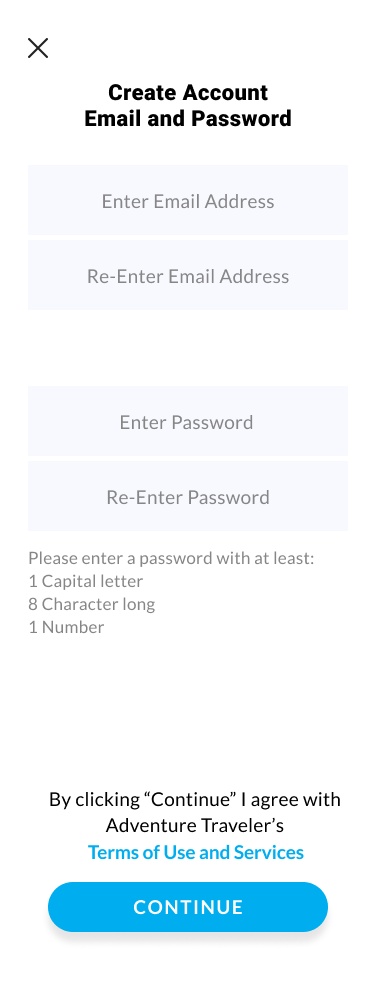 Create Account
Email and Password
Enter Email Address
Re-Enter Email Address
Enter Password
Re-Enter Password
Please enter a password with at least:
1 Capital letter
8 Character long
1 Number
By clicking “Continue” I agree with
Adventure Traveler’s
Terms of Use and Services
CONTINUE